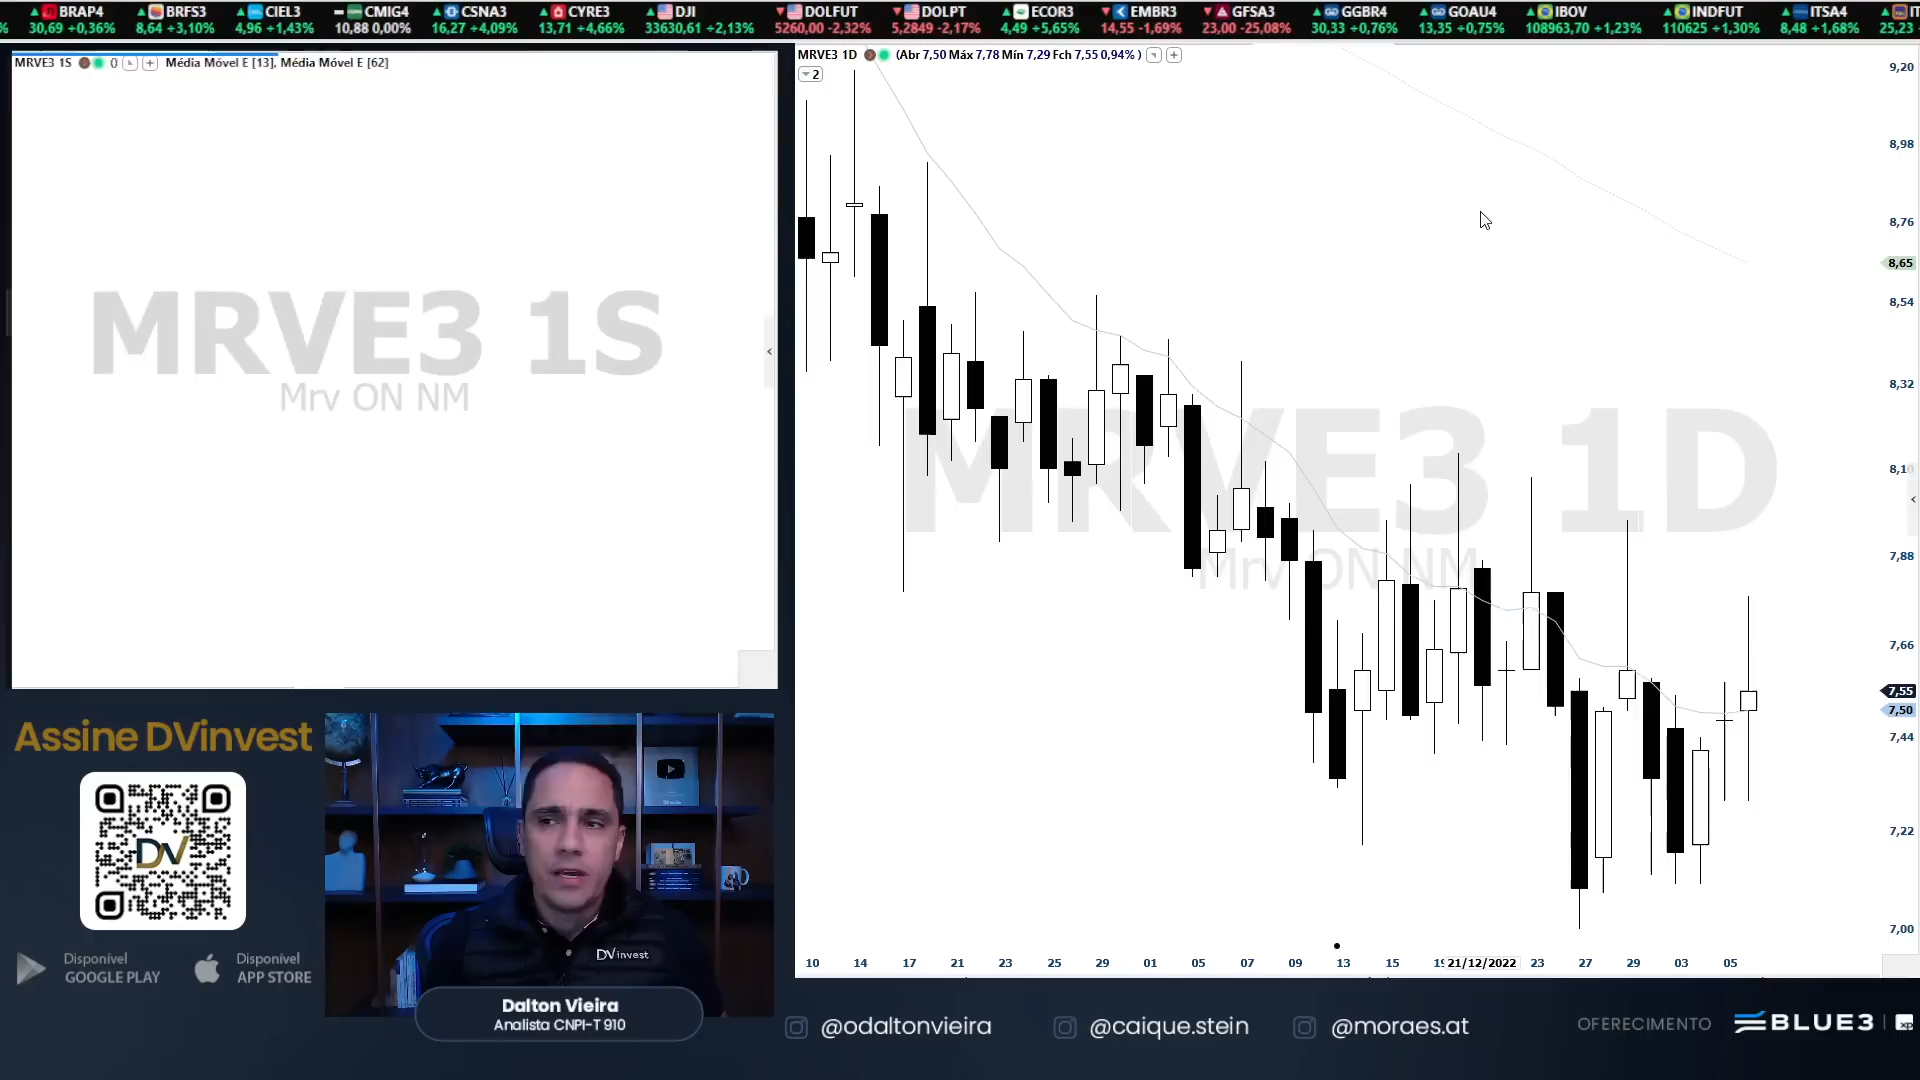 BRAP4 BRFS3 CIEL3 CMIG4 CSNA3 CYRE3 DJI DOLFUT DOLPT ECOR3 EMBR3 GFSA3 GGBR4 GOAU4 IBOV INDFUT ITSA4
30,69 +0,36% 8,64 +3,10% 4,96 +1,43% 10,88 0,00% 16,27 +4,09% 13,71 +4,66% 33630,61 +2,13% 5260,00 -2,32% 5,2849 -2,17% 4,49 +5,65% 14,55 -1,69% 23,00 -25,08% 30,33 +0,76% 13,35 +0,75% 108963,70 +1,23% 110625 +1,30% 8,48 +1,68% 25,23
MRVE3 1S () Média Móvel E [13], Média Móvel E [62]
MRVE3 1S
Mrv ON NM
MRVE3 1D (Abr 7,50 Máx 7,78 Mín 7,29 Fch 7,55 0,94% )
2
MRVE3 1D
Mrv ON NM
9,20
8,98
8,76
8,65
8,54
8,32
8,10
7,88
7,66
7,55
7,50
7,44
7,22
7,00
10 14 17 21 23 25 29 01 05 07 09 13 15 19 21/12/2022 23 27 29 03 05
Assine DVinvest
DV
Disponível
GOOGLE PLAY
Disponível
APP STORE
DVinvest
Dalton Vieira
Analista CNPI-T 910
@odaltonvieira @caique.stein @moraes.at
OFERECIMENTO BLUE3 xp